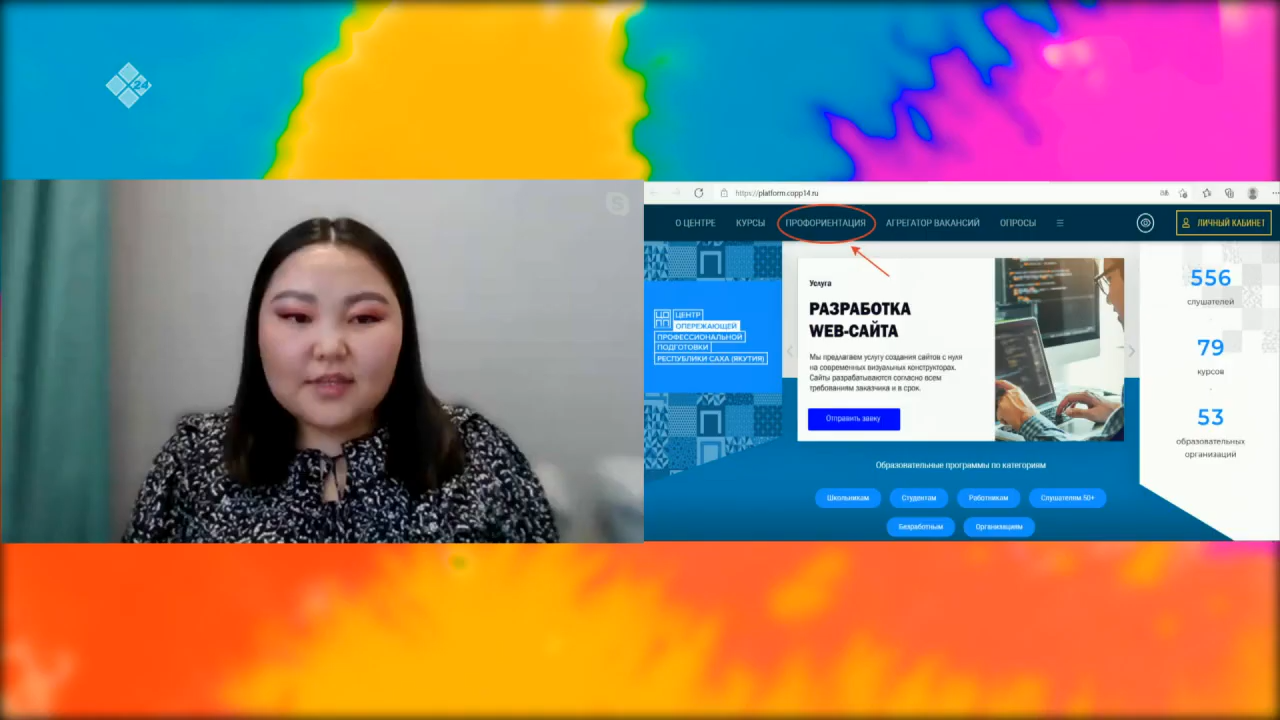 X24
https://platform.copp14.ru
О ЦЕНТРЕ
КУРСЫ
ПРОФОРИЕНТАЦИЯ
АГРЕГАТОР ВАКАНСИЙ
ОПРОСЫ
ЛИЧНЫЙ КАБИНЕТ
ЦЕНТР
ОПЕРЕЖАЮЩЕЙ
ПРОФЕССИОНАЛЬНОЙ
ПОДГОТОВКИ
РЕСПУБЛИКИ САХА (ЯКУТИЯ)
Услуга
РАЗРАБОТКА
WEB-САЙТА
Мы предлагаем услугу создания сайтов с нуля
на современных визуальных конструкторах.
Сайты разрабатываются согласно всем
требованиям заказчика и в срок.
Отправить заявку
556
слушателей
79
курсов
53
образовательных
организаций
Образовательные программы по категориям
Школьникам
Студентам
Работникам
Слушателям 50+
Безработным
Организациям